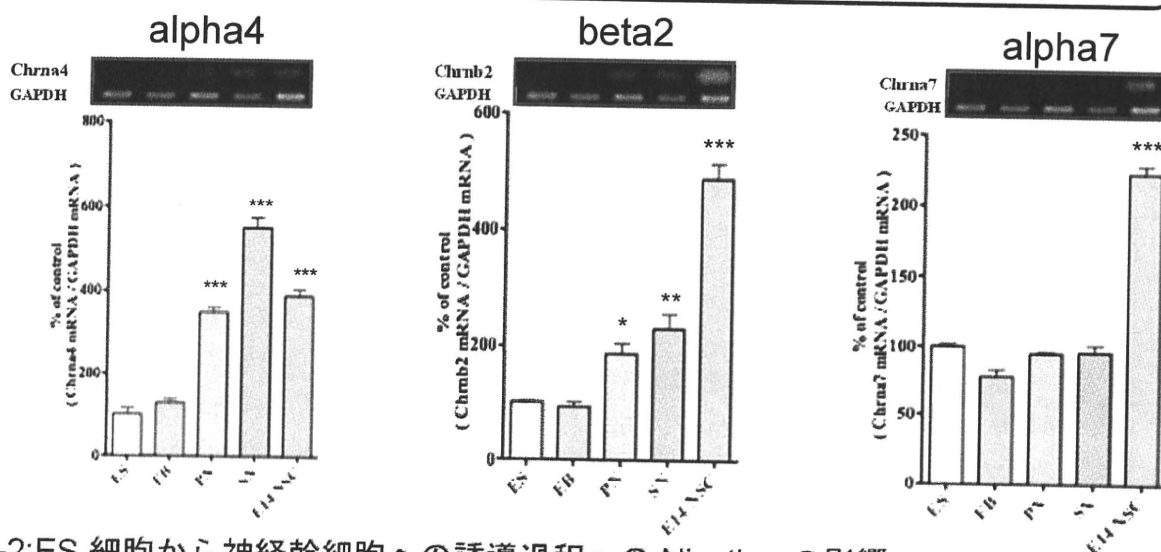 alpha4
Chrna4
GAPDH
800
600
400
200
0
% of control
( Chrna4 mRNA / GAPDH mRNA )
***
***
***
ES
EB
PN
SN
E14 NSC
beta2
Chrnb2
GAPDH
600
400
200
0
% of control
( Chrnb2 mRNA / GAPDH mRNA )
*
**
***
ES
EB
PN
SN
E14 NSC
alpha7
Chrna7
GAPDH
250
200
150
100
50
0
% of control
( Chrna7 mRNA / GAPDH mRNA )
***
ES
EB
PN
SN
E14 NSC
-2:ES 細胞から神経幹細胞への誘導過程への